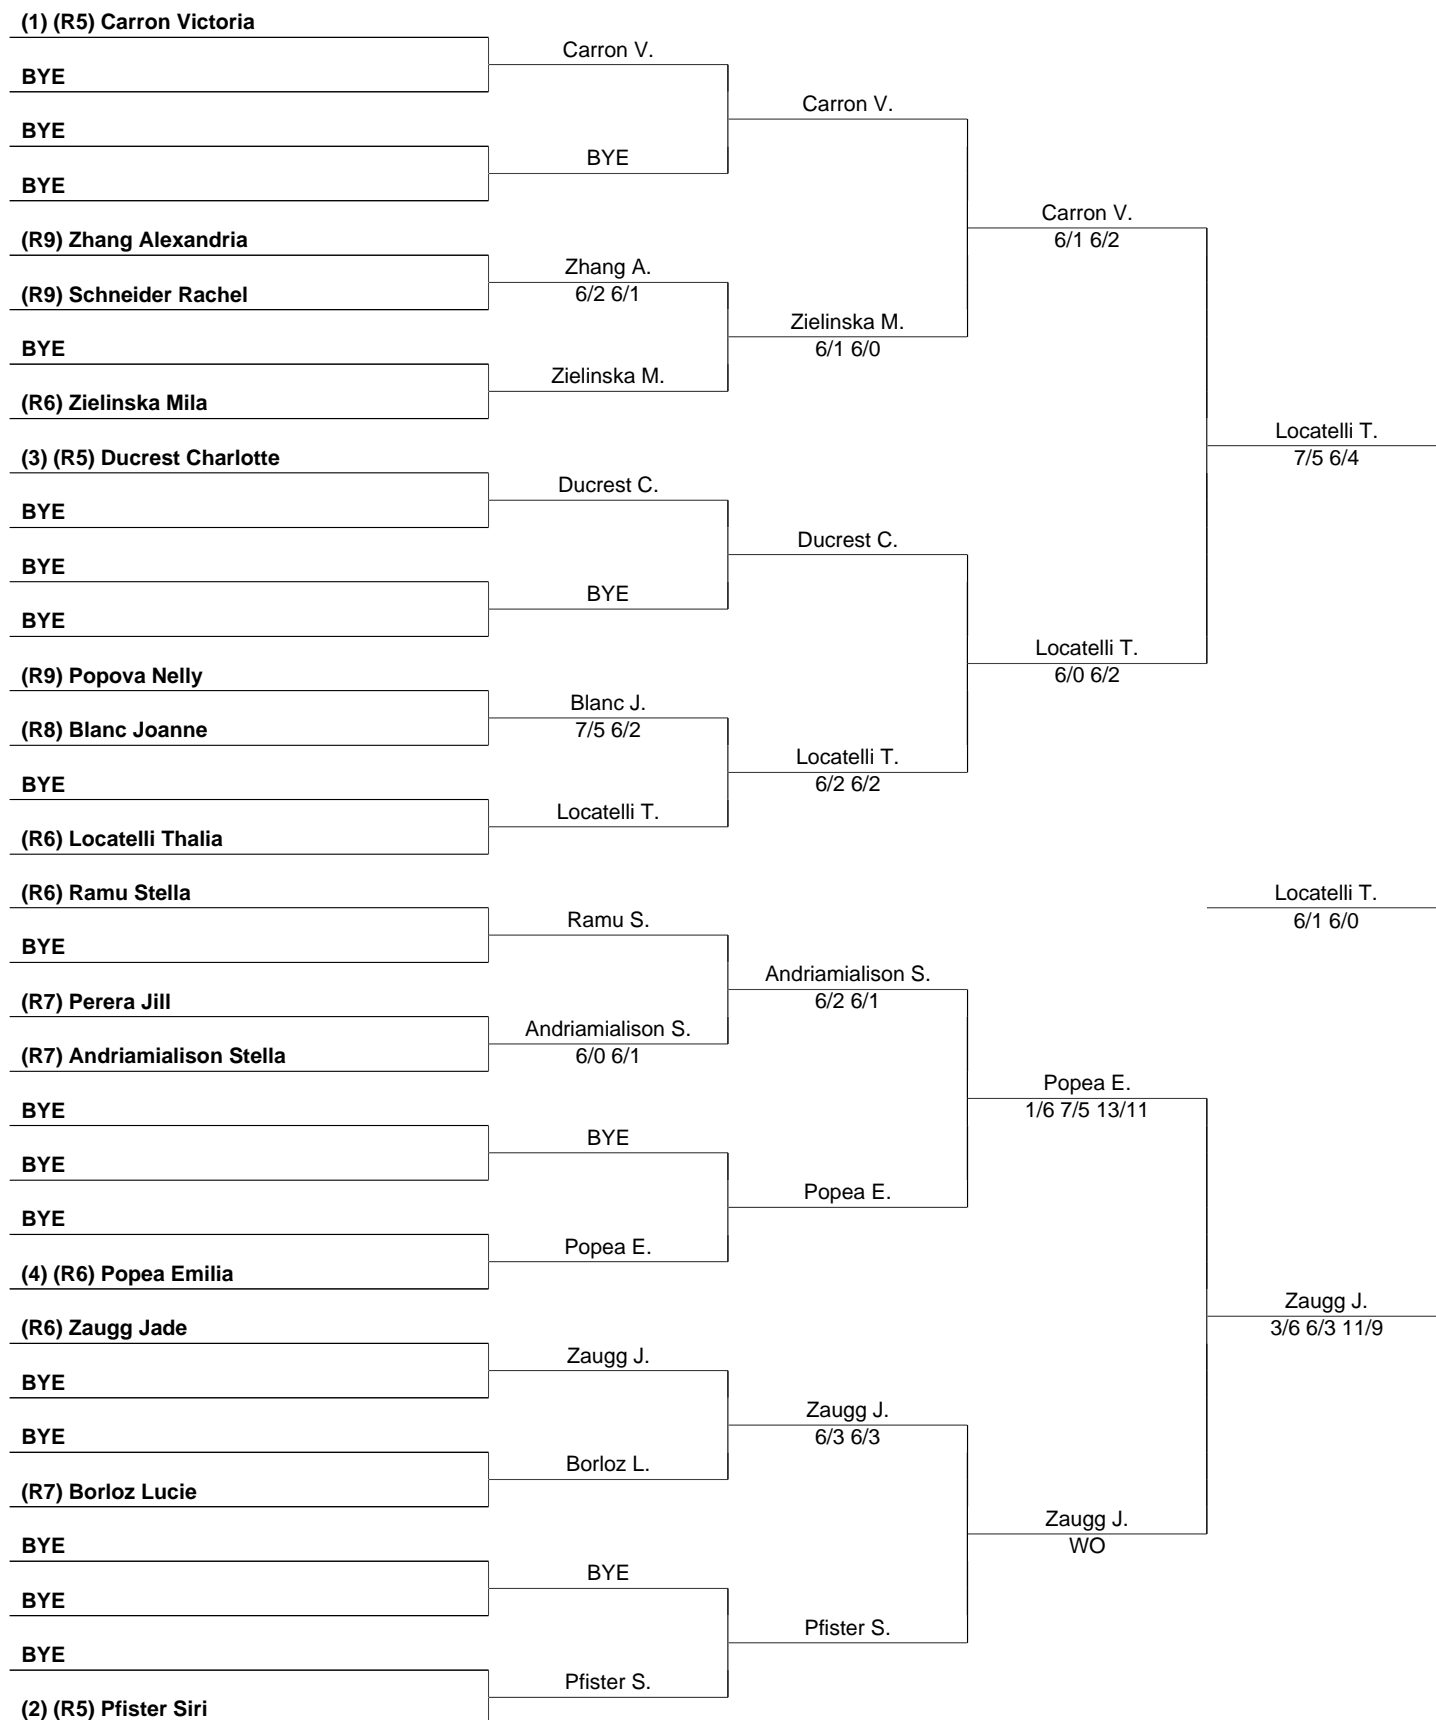 (1) (R5) Carron Victoria
BYE
BYE
BYE
(R9) Zhang Alexandria
(R9) Schneider Rachel
BYE
(R6) Zielinska Mila
(3) (R5) Ducrest Charlotte
BYE
BYE
BYE
(R9) Popova Nelly
(R8) Blanc Joanne
BYE
(R6) Locatelli Thalia
(R6) Ramu Stella
BYE
(R7) Perera Jill
(R7) Andriamialison Stella
BYE
BYE
BYE
(4) (R6) Popea Emilia
(R6) Zaugg Jade
BYE
BYE
(R7) Borloz Lucie
BYE
BYE
BYE
(2) (R5) Pfister Siri
Carron V.
BYE
Zhang A.
6/2 6/1
Zielinska M.
Ducrest C.
BYE
Blanc J.
7/5 6/2
Locatelli T.
Ramu S.
Andriamialison S.
6/0 6/1
BYE
Popea E.
Zaugg J.
Borloz L.
BYE
Pfister S.
Carron V.
Zielinska M.
6/1 6/0
Ducrest C.
Locatelli T.
6/2 6/2
Andriamialison S.
6/2 6/1
Popea E.
Zaugg J.
6/3 6/3
Pfister S.
Carron V.
6/1 6/2
Locatelli T.
6/0 6/2
Popea E.
1/6 7/5 13/11
Zaugg J.
WO
Locatelli T.
7/5 6/4
Locatelli T.
6/1 6/0
Zaugg J.
3/6 6/3 11/9